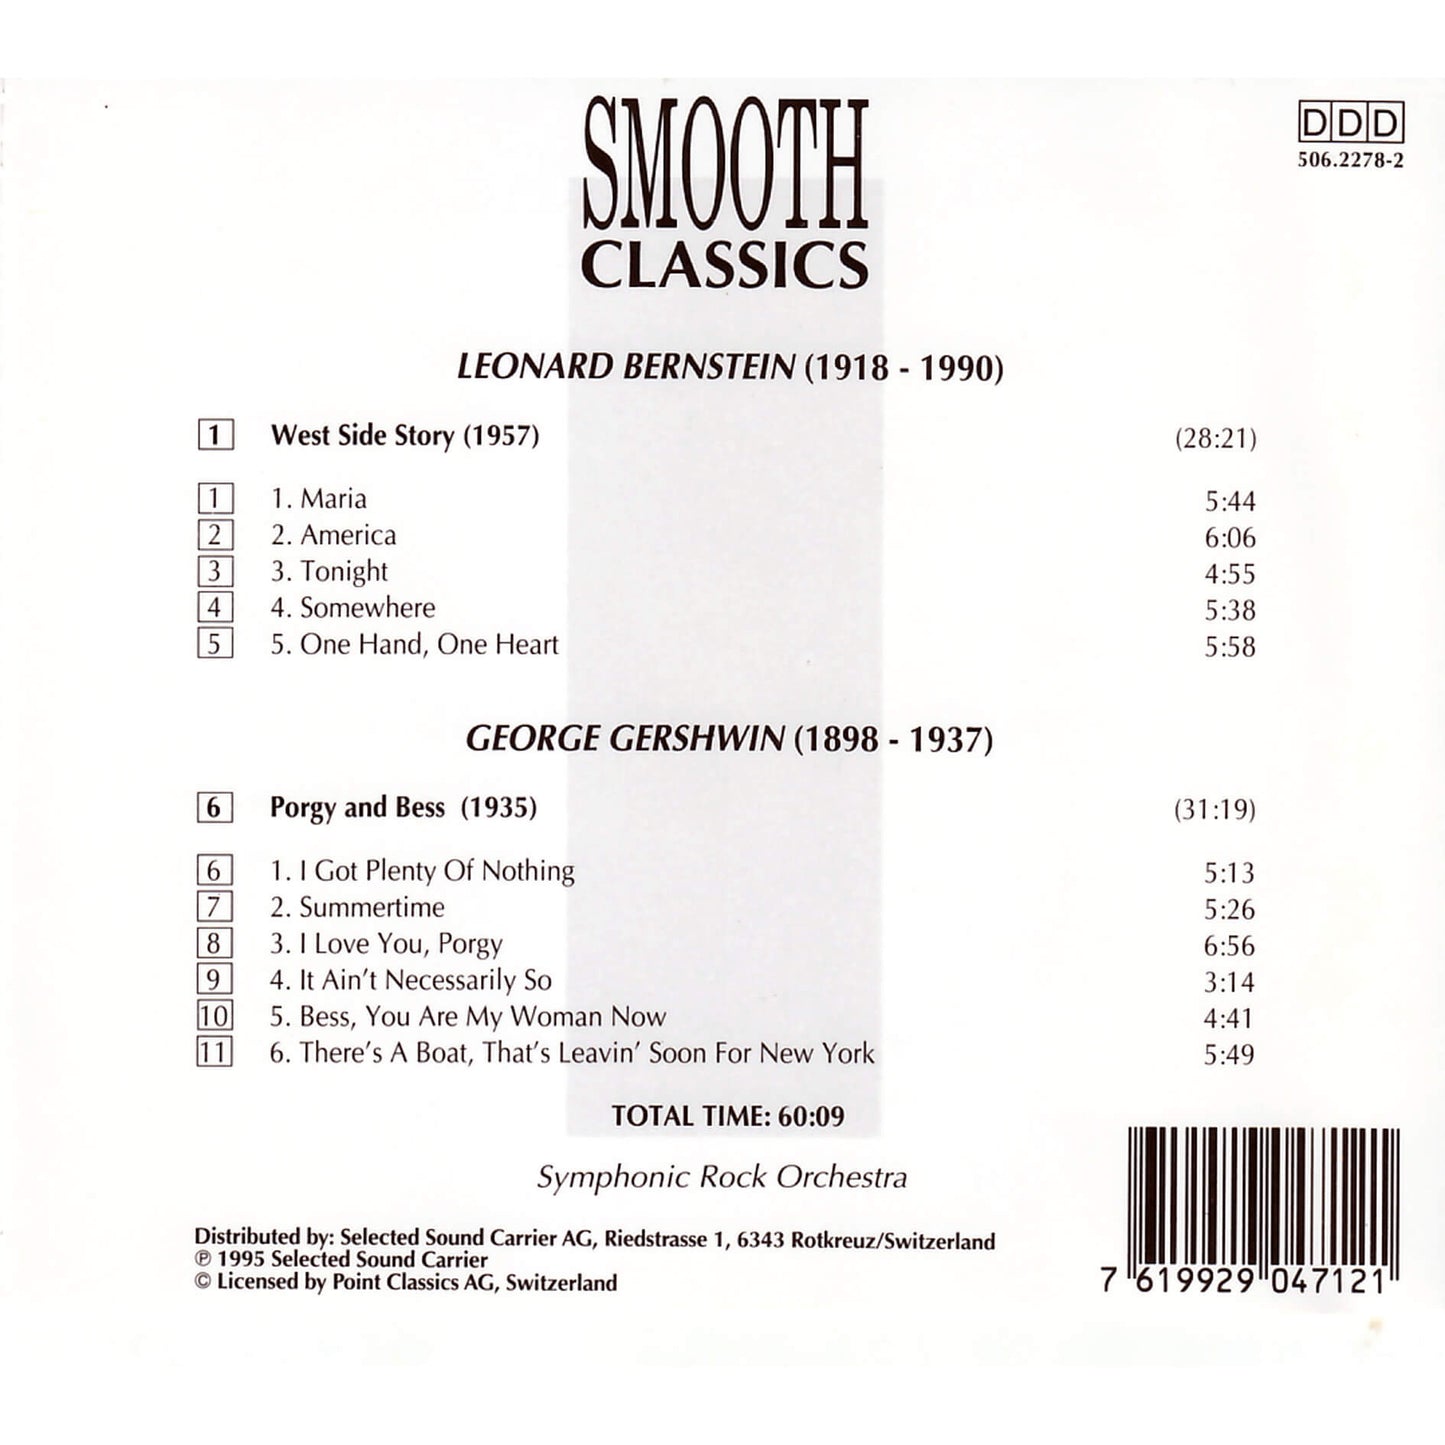 SMOOTH
CLASSICS
DDD
506.2278-2
LEONARD BERNSTEIN (1918 - 1990)
1 West Side Story (1957) (28:21)
1 1. Maria 5:44
2 2. America 6:06
3 3. Tonight 4:55
4 4. Somewhere 5:38
5 5. One Hand, One Heart 5:58
GEORGE GERSHWIN (1898 - 1937)
6 Porgy and Bess (1935) (31:19)
6 1. I Got Plenty Of Nothing 5:13
7 2. Summertime 5:26
8 3. I Love You, Porgy 6:56
9 4. It Ain't Necessarily So 3:14
10 5. Bess, You Are My Woman Now 4:41
11 6. There's A Boat, That's Leavin' Soon For New York 5:49
TOTAL TIME: 60:09
Symphonic Rock Orchestra
Distributed by: Selected Sound Carrier AG, Riedstrasse 1, 6343 Rotkreuz/Switzerland
℗ 1995 Selected Sound Carrier
© Licensed by Point Classics AG, Switzerland
7 619929 047121